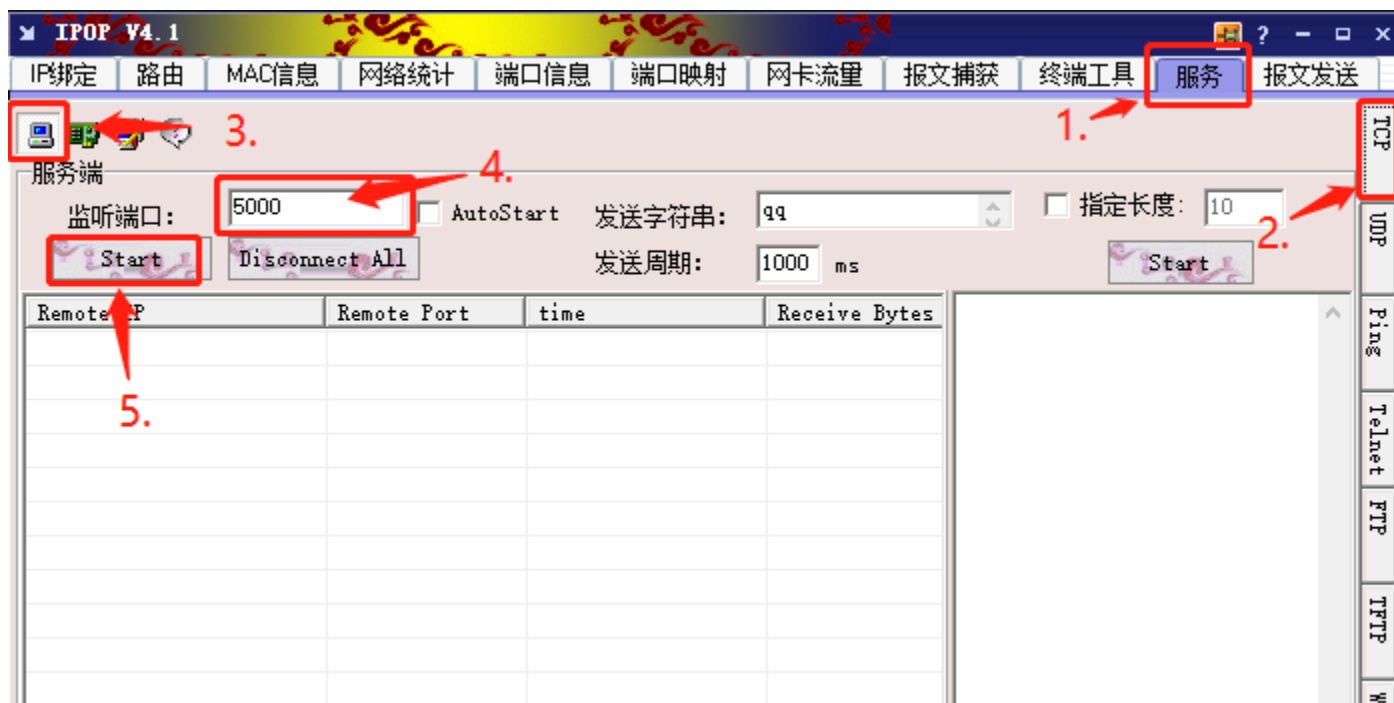 IPOP V4.1
?
IP绑定 路由 MAC信息 网络统计 端口信息 端口映射 网卡流量 报文捕获 终端工具 服务 报文发送
1.
3.
TCP
服务端
4.
监听端口: 5000 AutoStart 发送字符串: qq 指定长度: 10
2.
UDP
Start Disconnect All 发送周期: 1000 ms Start
Remote IP Remote Port time Receive Bytes
Ping
5.
Telnet
FTP
TFTP